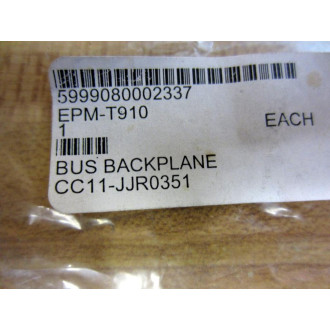 5999080002337
EPM-T910
1
EACH
BUS BACKPLANE
CC11-JJR0351